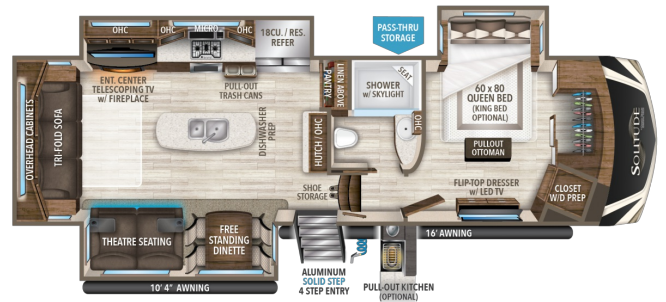 OHC
MICRO
OHC
18CU. / RES.
REFER
PASS-THRU
STORAGE
ENT. CENTER
TELESCOPING TV
w/ FIREPLACE
PULL-OUT
TRASH CANS
PANTRY
LINEN ABOVE
SHOWER
w/ SKYLIGHT
SEAT
60 x 80
QUEEN BED
(KING BED
OPTIONAL)
OVERHEAD CABINETS
TRI-FOLD SOFA
DISHWASHER
PREP
HUTCH / OHC
OHC
PULLOUT
OTTOMAN
SOLITUDE
SHOE
STORAGE
FLIP-TOP DRESSER
w/ LED TV
CLOSET
W/D PREP
THEATRE SEATING
FREE
STANDING
DINETTE
16' AWNING
10' 4" AWNING
ALUMINUM
SOLID STEP
4 STEP ENTRY
PULL-OUT KITCHEN
(OPTIONAL)